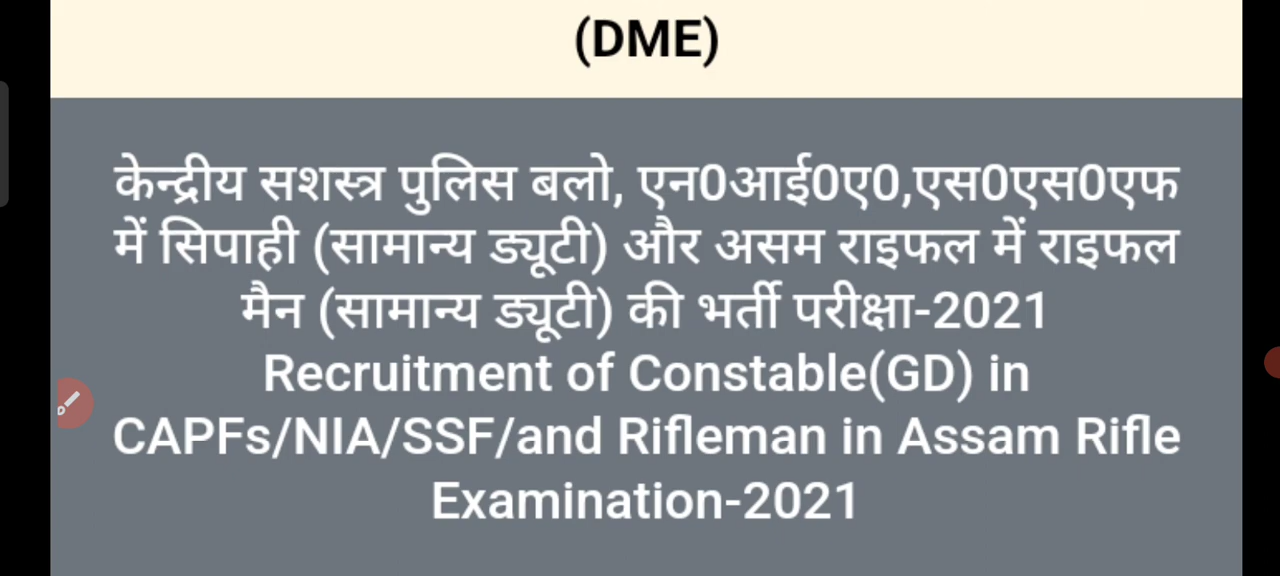 (DME)
केन्द्रीय सशस्त्र पुलिस बलो, एन0आई0ए0,एस0एस0एफ
में सिपाही (सामान्य ड्यूटी) और असम राइफल में राइफल
मैन (सामान्य ड्यूटी) की भर्ती परीक्षा-2021
Recruitment of Constable(GD) in
CAPFs/NIA/SSF/and Rifleman in Assam Rifle
Examination-2021